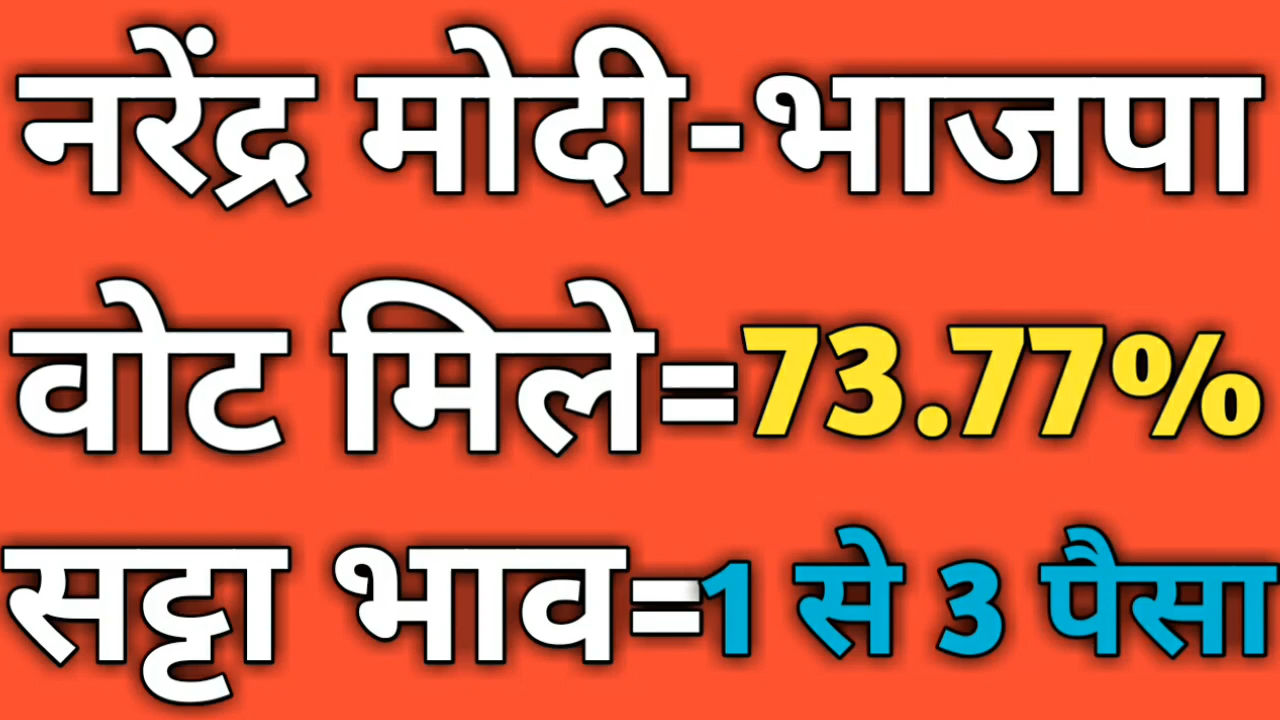 नरेंद्र मोदी-भाजपा
वोट मिले=73.77%
सट्टा भाव=1 से 3 पैसा